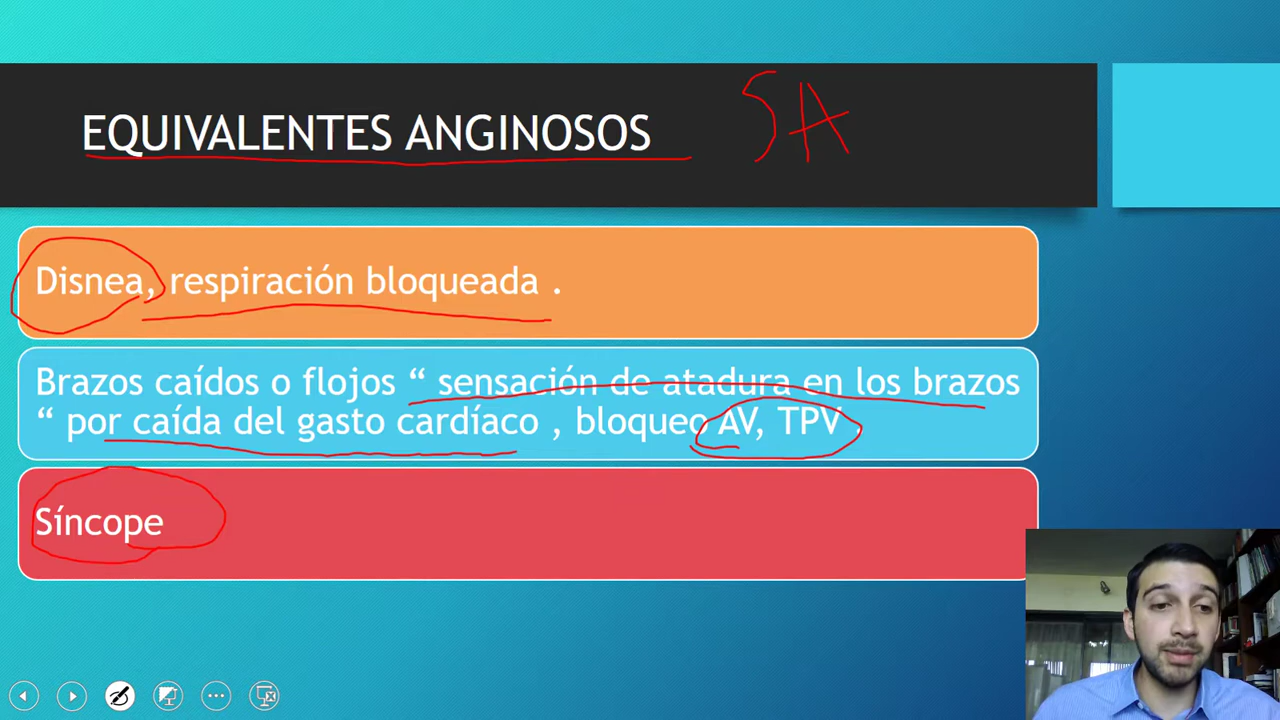 EQUIVALENTES ANGINOSOS
SA
Disnea, respiración bloqueada .
Brazos caídos o flojos “ sensación de atadura en los brazos
“ por caída del gasto cardíaco , bloqueo AV, TPV .
Síncope